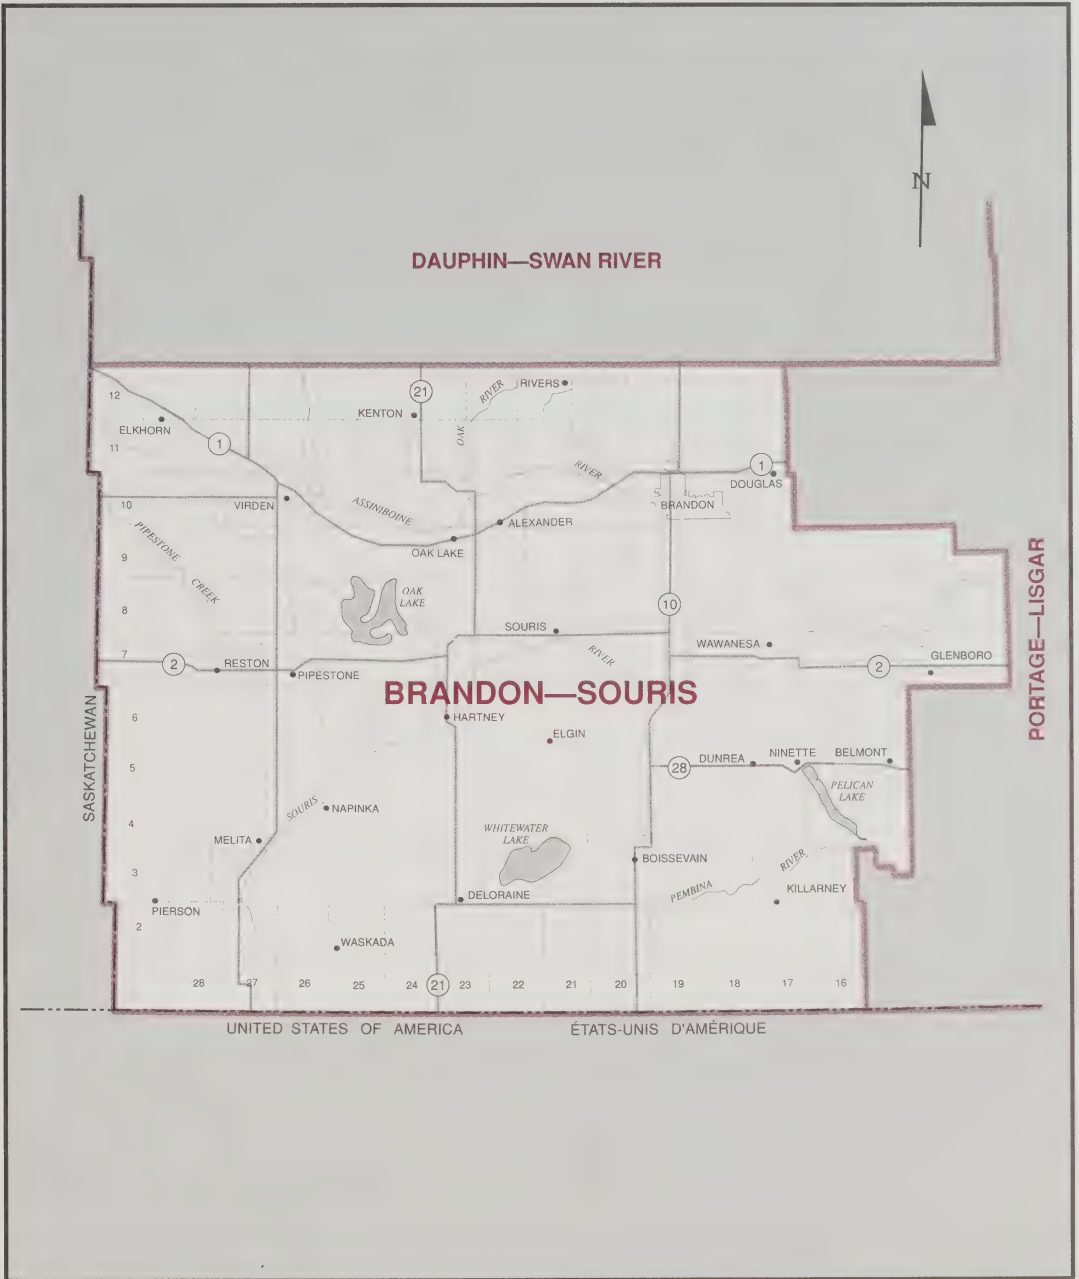 N
DAUPHIN—SWAN RIVER
12
21
RIVER
RIVERS
KENTON
ELKHORN
OAK
1
11
RIVER
1
DOUGLAS
10
VIRDEN
ASSINIBOINE
BRANDON
ALEXANDER
PIPESTONE
CREEK
OAK LAKE
9
OAK
LAKE
8
10
PORTAGE—LISGAR
SOURIS
7
2
RESTON
PIPESTONE
RIVER
WAWANESA
2
GLENBORO
BRANDON—SOURIS
SASKATCHEWAN
6
HARTNEY
ELGIN
5
28
DUNREA
NINETTE
BELMONT
PELICAN
LAKE
SOURIS
NAPINKA
4
MELITA
WHITEWATER
LAKE
BOISSEVAIN
3
PEMBINA
RIVER
KILLARNEY
DELORAINE
PIERSON
2
WASKADA
28 27 26 25 24 21 23 22 21 20 19 18 17 16
UNITED STATES OF AMERICA ÉTATS-UNIS D'AMÉRIQUE